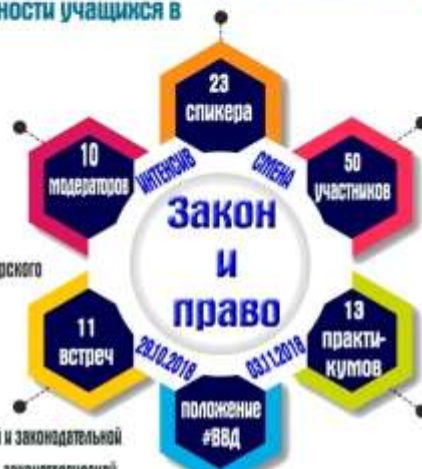 ности учащихся в
23
спикера
10
модераторов
ИНТЕНСИВ
СМЕНА
50
участников
Закон
и
право
рского
11
встреч
29.10.2018
03.11.2018
13
практи-
кумов
положение
#ВВД
и законодательной